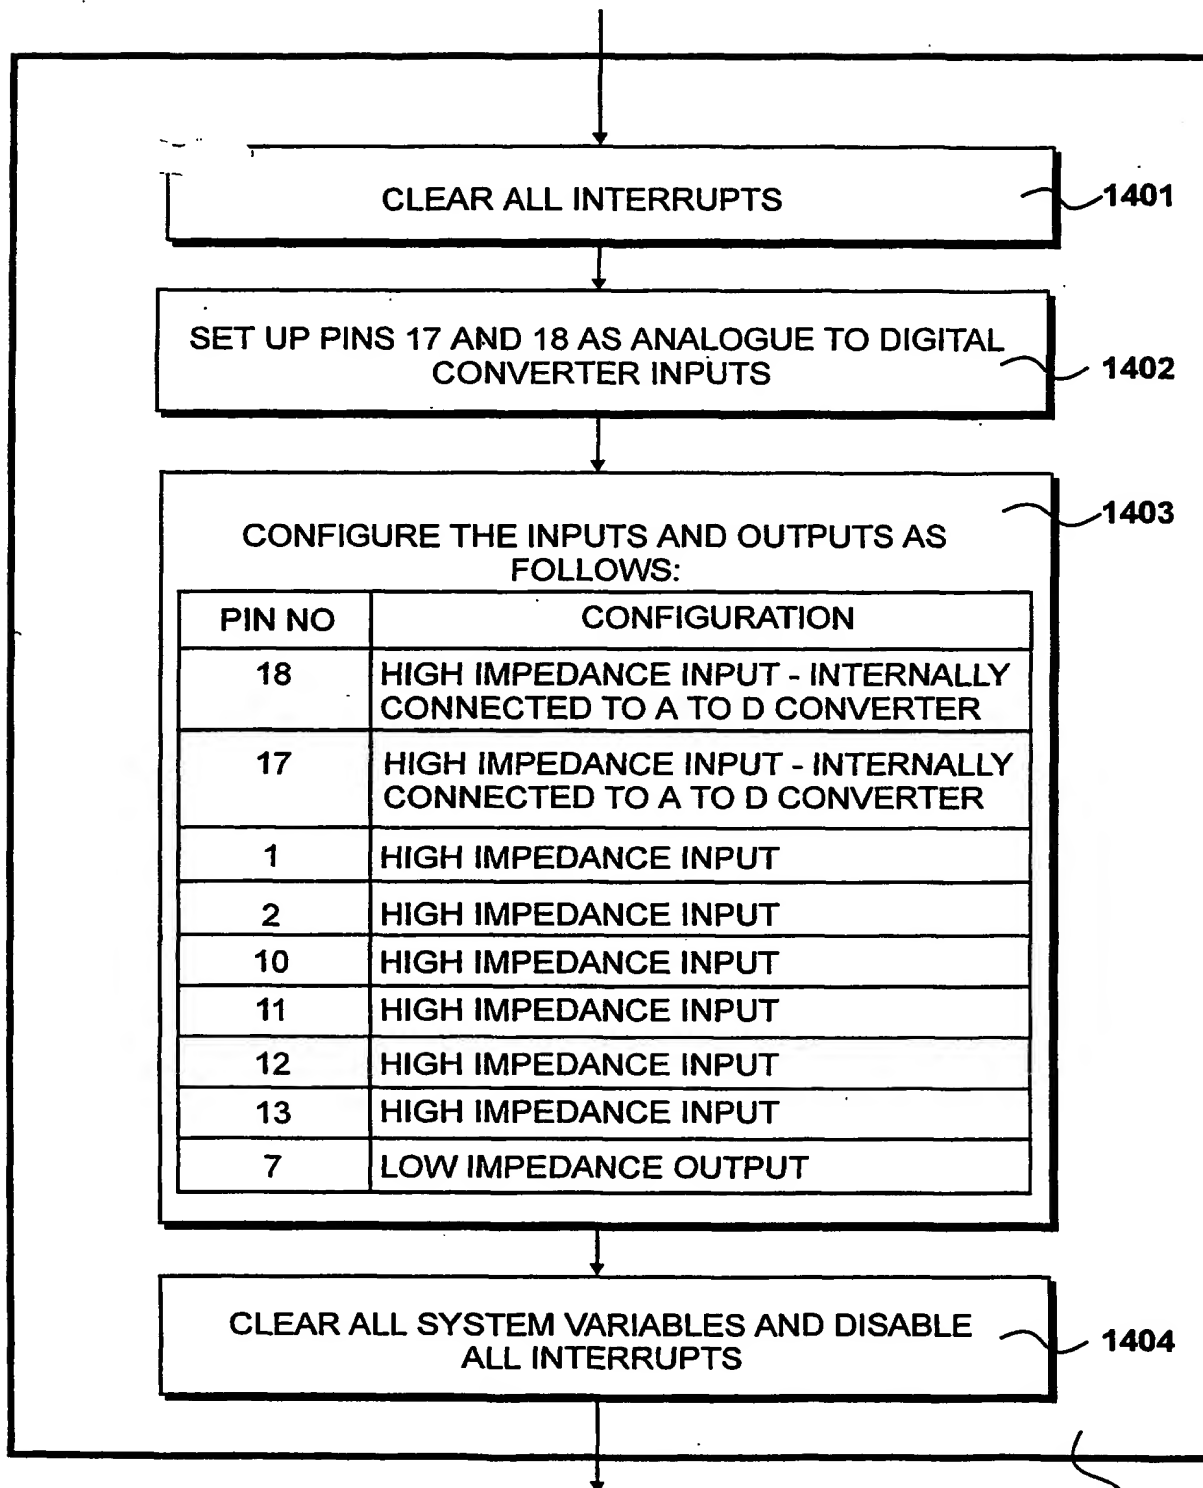 CLEAR ALL INTERRUPTS
1401
SET UP PINS 17 AND 18 AS ANALOGUE TO DIGITAL
CONVERTER INPUTS
1402
1403
CONFIGURE THE INPUTS AND OUTPUTS AS
FOLLOWS:
PIN NO CONFIGURATION
18 HIGH IMPEDANCE INPUT - INTERNALLY
CONNECTED TO A TO D CONVERTER
17 HIGH IMPEDANCE INPUT - INTERNALLY
CONNECTED TO A TO D CONVERTER
1 HIGH IMPEDANCE INPUT
2 HIGH IMPEDANCE INPUT
10 HIGH IMPEDANCE INPUT
11 HIGH IMPEDANCE INPUT
12 HIGH IMPEDANCE INPUT
13 HIGH IMPEDANCE INPUT
7 LOW IMPEDANCE OUTPUT
CLEAR ALL SYSTEM VARIABLES AND DISABLE
ALL INTERRUPTS
1404